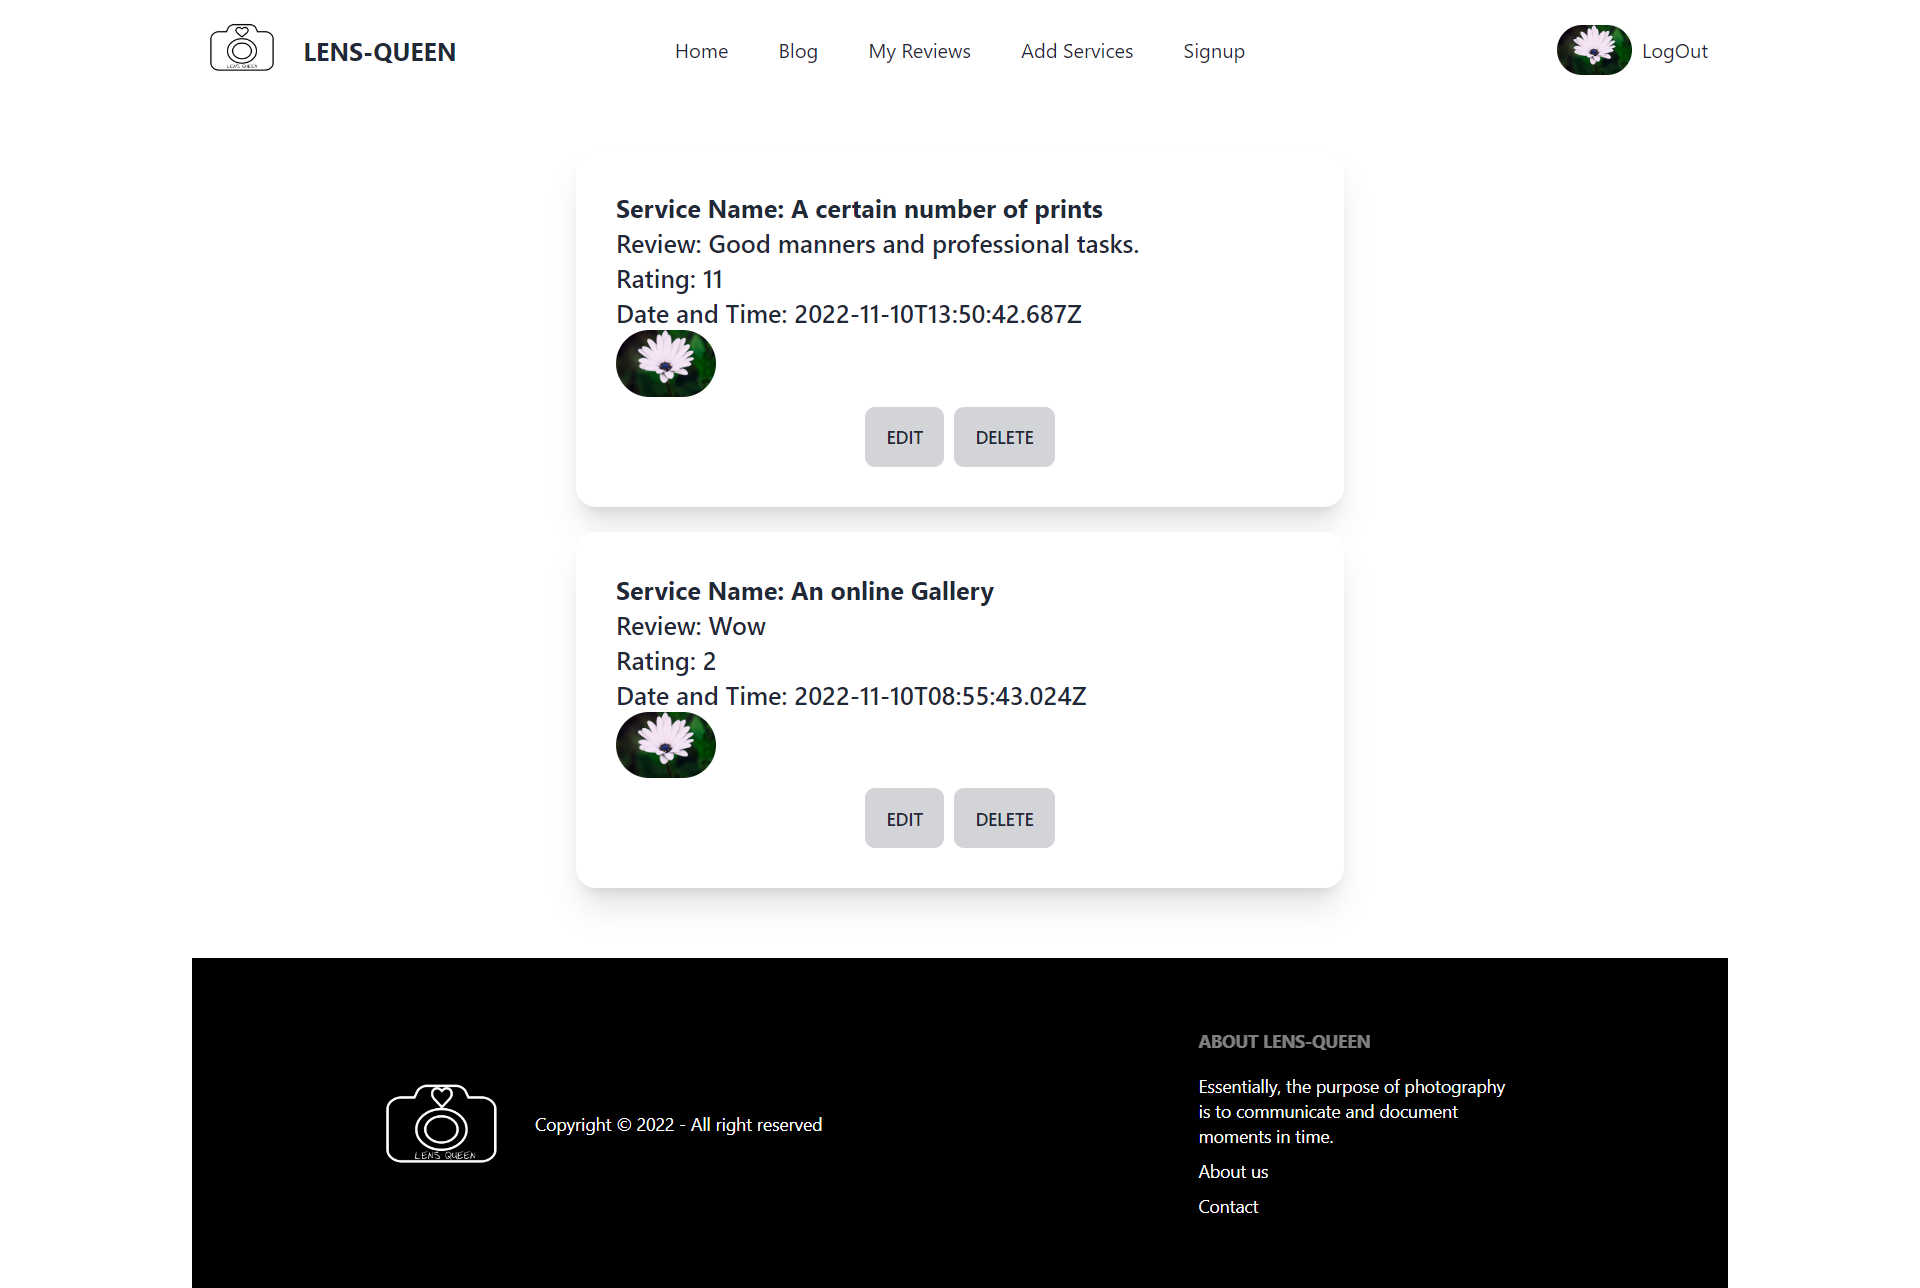 LENS QUEEN
LENS-QUEEN
Home
Blog
My Reviews
Add Services
Signup
LogOut
Service Name: A certain number of prints
Review: Good manners and professional tasks.
Rating: 11
Date and Time: 2022-11-10T13:50:42.687Z
EDIT
DELETE
Service Name: An online Gallery
Review: Wow
Rating: 2
Date and Time: 2022-11-10T08:55:43.024Z
EDIT
DELETE
LENS QUEEN
Copyright © 2022 - All right reserved
ABOUT LENS-QUEEN
Essentially, the purpose of photography
is to communicate and document
moments in time.
About us
Contact